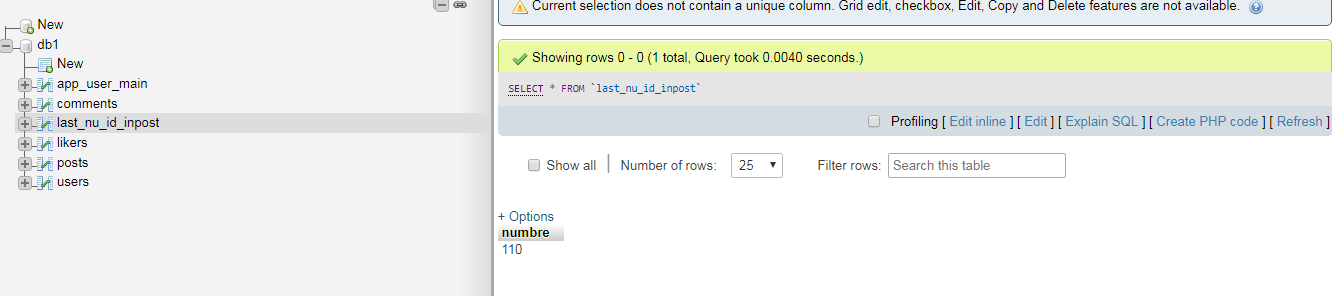 New
db1
New
app_user_main
comments
last_nu_id_inpost
likers
posts
users
Current selection does not contain a unique column. Grid edit, checkbox, Edit, Copy and Delete features are not available.
Showing rows 0 - 0 (1 total, Query took 0.0040 seconds.)
SELECT * FROM `last_nu_id_inpost`
Profiling [ Edit inline ] [ Edit ] [ Explain SQL ] [ Create PHP code ] [ Refresh ]
Show all | Number of rows: 25 Filter rows: Search this table
+ Options
numbre
110